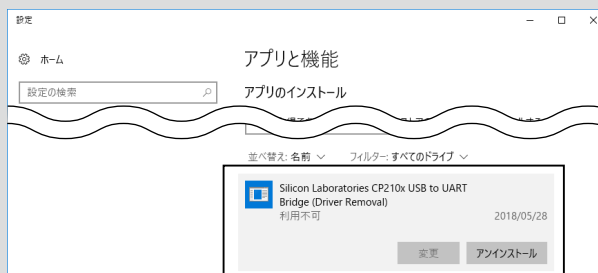 設定
ホーム
設定の検索
アプリと機能
アプリのインストール
並べ替え: 名前
フィルター: すべてのドライブ
Silicon Laboratories CP210x USB to UART
Bridge (Driver Removal)
利用不可
2018/05/28
変更
アンインストール